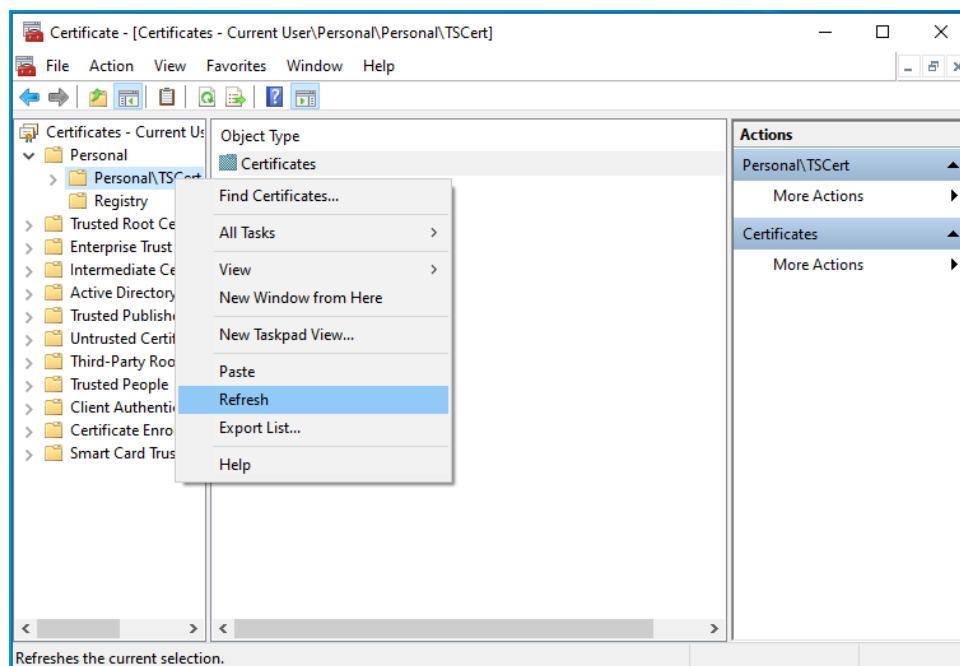 Certificate - [Certificates - Current User\Personal\Personal\TSCert]
File Action View Favorites Window Help
Certificates - Current Us
Personal
Personal\TSCert
Registry
Trusted Root Ce
Enterprise Trust
Intermediate Ce
Active Directory
Trusted Publishe
Untrusted Certif
Third-Party Roo
Trusted People
Client Authentic
Certificate Enro
Smart Card Trus
Object Type
Certificates
Find Certificates...
All Tasks
View
New Window from Here
New Taskpad View...
Paste
Refresh
Export List...
Help
Actions
Personal\TSCert
More Actions
Certificates
More Actions
Refreshes the current selection.